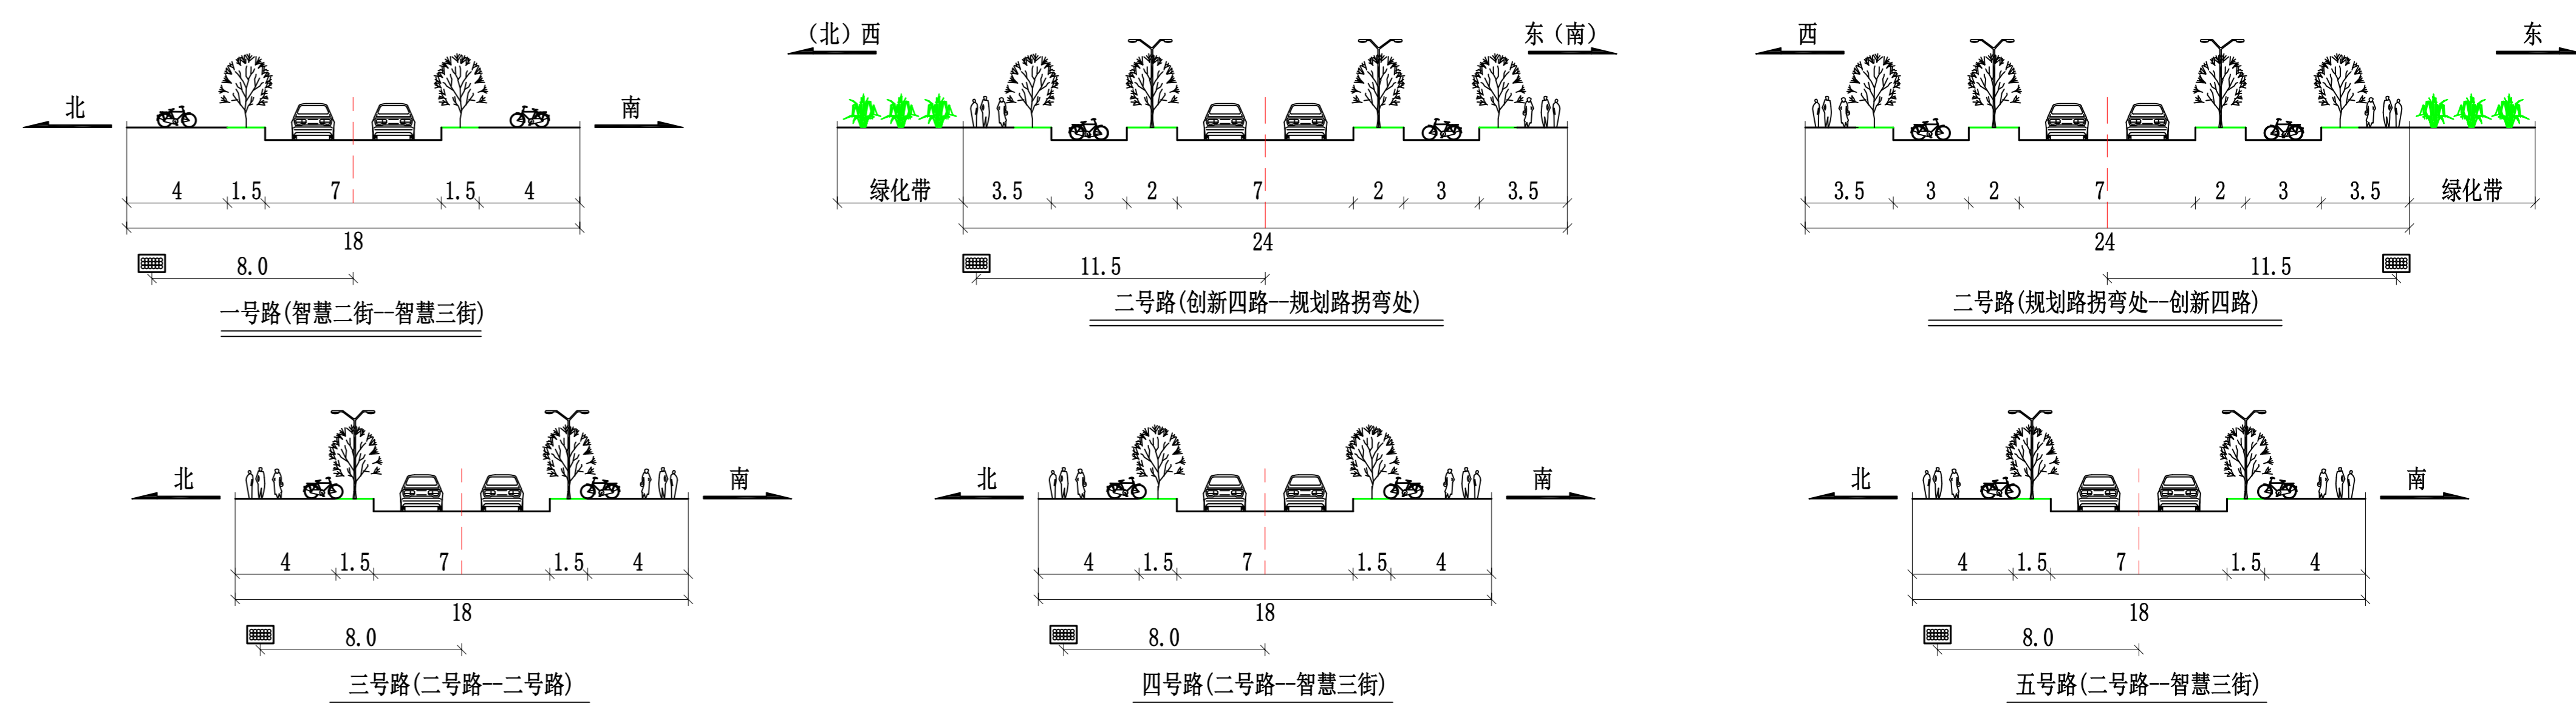 北 南
4 1.5 7 1.5 4
18
8.0
一号路(智慧二街--智慧三街)
(北)西 东(南)
绿化带 3.5 3 2 7 2 3 3.5
24
11.5
二号路(创新四路--规划路拐弯处)
西 东
3.5 3 2 7 2 3 3.5 绿化带
24
11.5
二号路(规划路拐弯处--创新四路)
北 南
4 1.5 7 1.5 4
18
8.0
三号路(二号路--二号路)
北 南
4 1.5 7 1.5 4
18
8.0
四号路(二号路--智慧三街)
北 南
4 1.5 7 1.5 4
18
8.0
五号路(二号路--智慧三街)